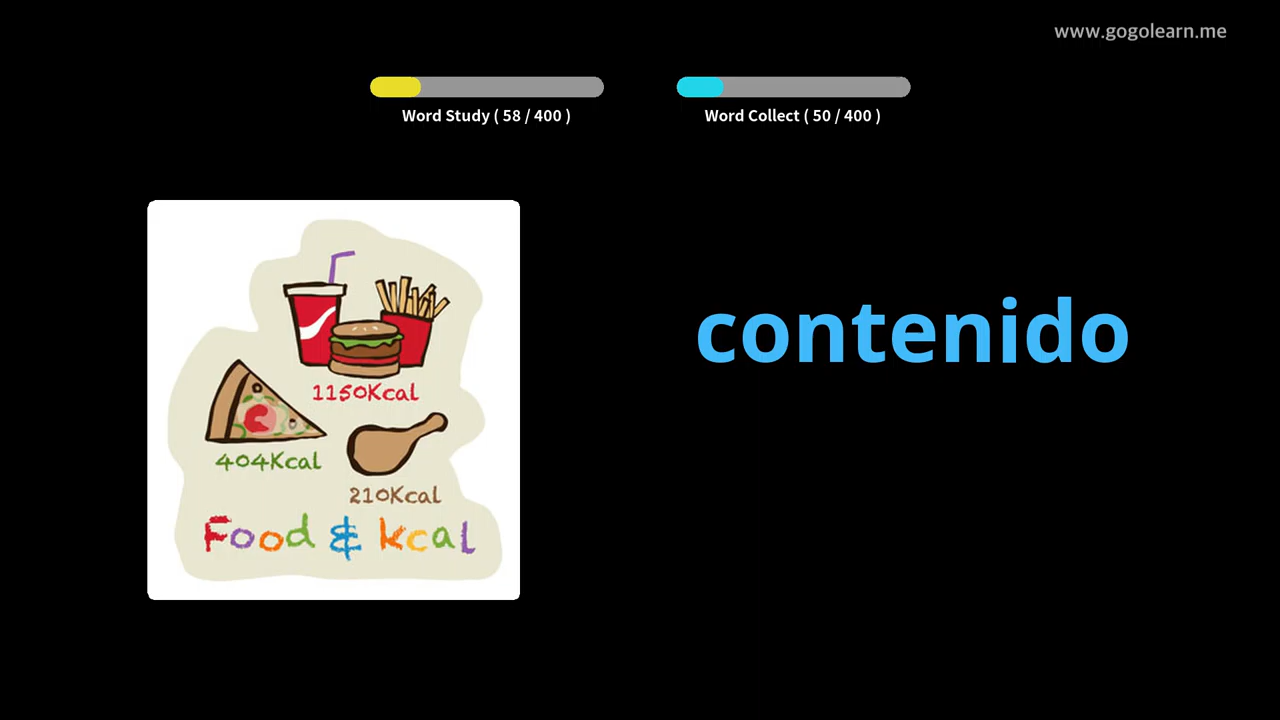 www.gogolearn.me
Word Study ( 58 / 400 )
Word Collect ( 50 / 400 )
contenido
1150Kcal
404Kcal
210Kcal
Food & kcal